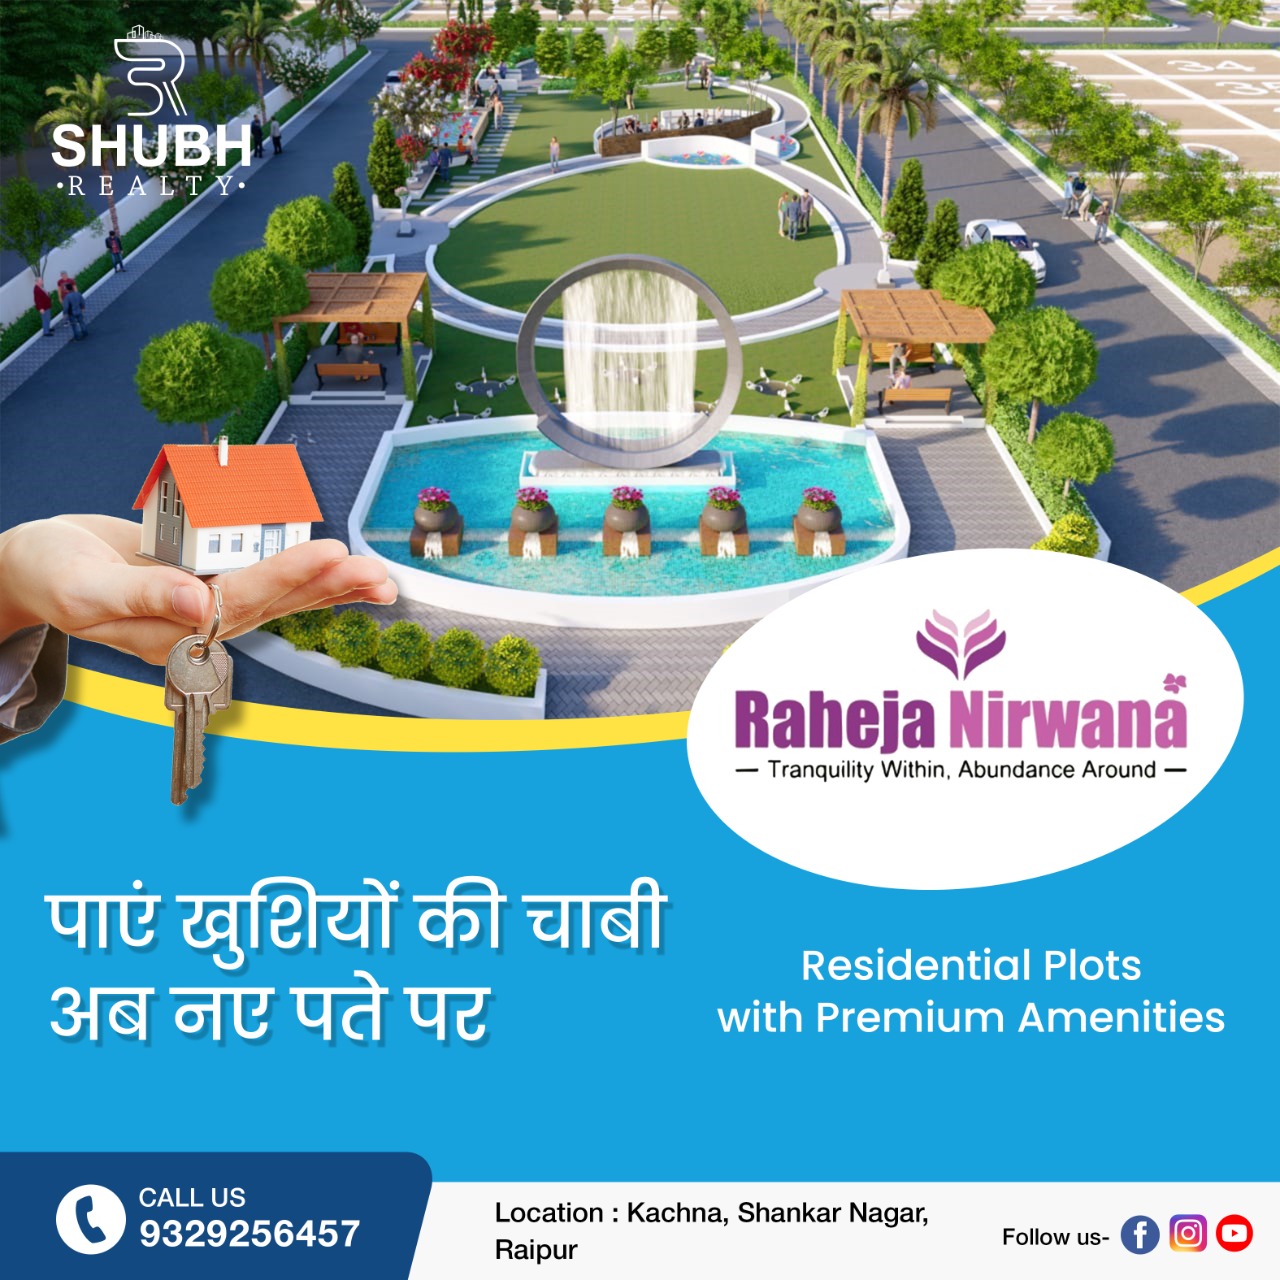 SHUBH
•REALTY•
34
Raheja Nirwana
— Tranquility Within, Abundance Around —
पाएं खुशियों की चाबी
अब नए पते पर
Residential Plots
with Premium Amenities
CALL US
9329256457
Location : Kachna, Shankar Nagar,
Raipur
Follow us-